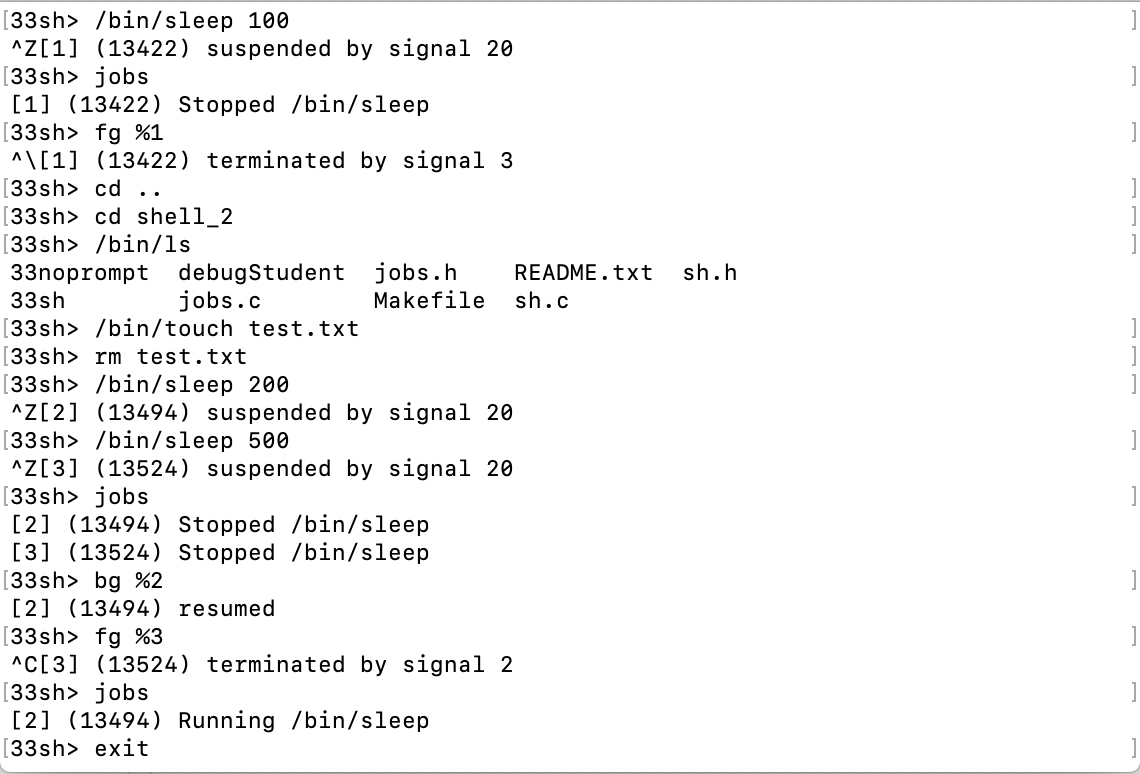 [33sh> /bin/sleep 100 ]
^Z[1] (13422) suspended by signal 20
[33sh> jobs ]
[1] (13422) Stopped /bin/sleep
[33sh> fg %1 ]
^\[1] (13422) terminated by signal 3
[33sh> cd .. ]
[33sh> cd shell_2 ]
[33sh> /bin/ls ]
33noprompt  debugStudent  jobs.h    README.txt  sh.h
33sh        jobs.c        Makefile  sh.c
[33sh> /bin/touch test.txt ]
[33sh> rm test.txt ]
[33sh> /bin/sleep 200 ]
^Z[2] (13494) suspended by signal 20
[33sh> /bin/sleep 500 ]
^Z[3] (13524) suspended by signal 20
[33sh> jobs ]
[2] (13494) Stopped /bin/sleep
[3] (13524) Stopped /bin/sleep
[33sh> bg %2 ]
[2] (13494) resumed
[33sh> fg %3 ]
^C[3] (13524) terminated by signal 2
[33sh> jobs ]
[2] (13494) Running /bin/sleep
[33sh> exit ]